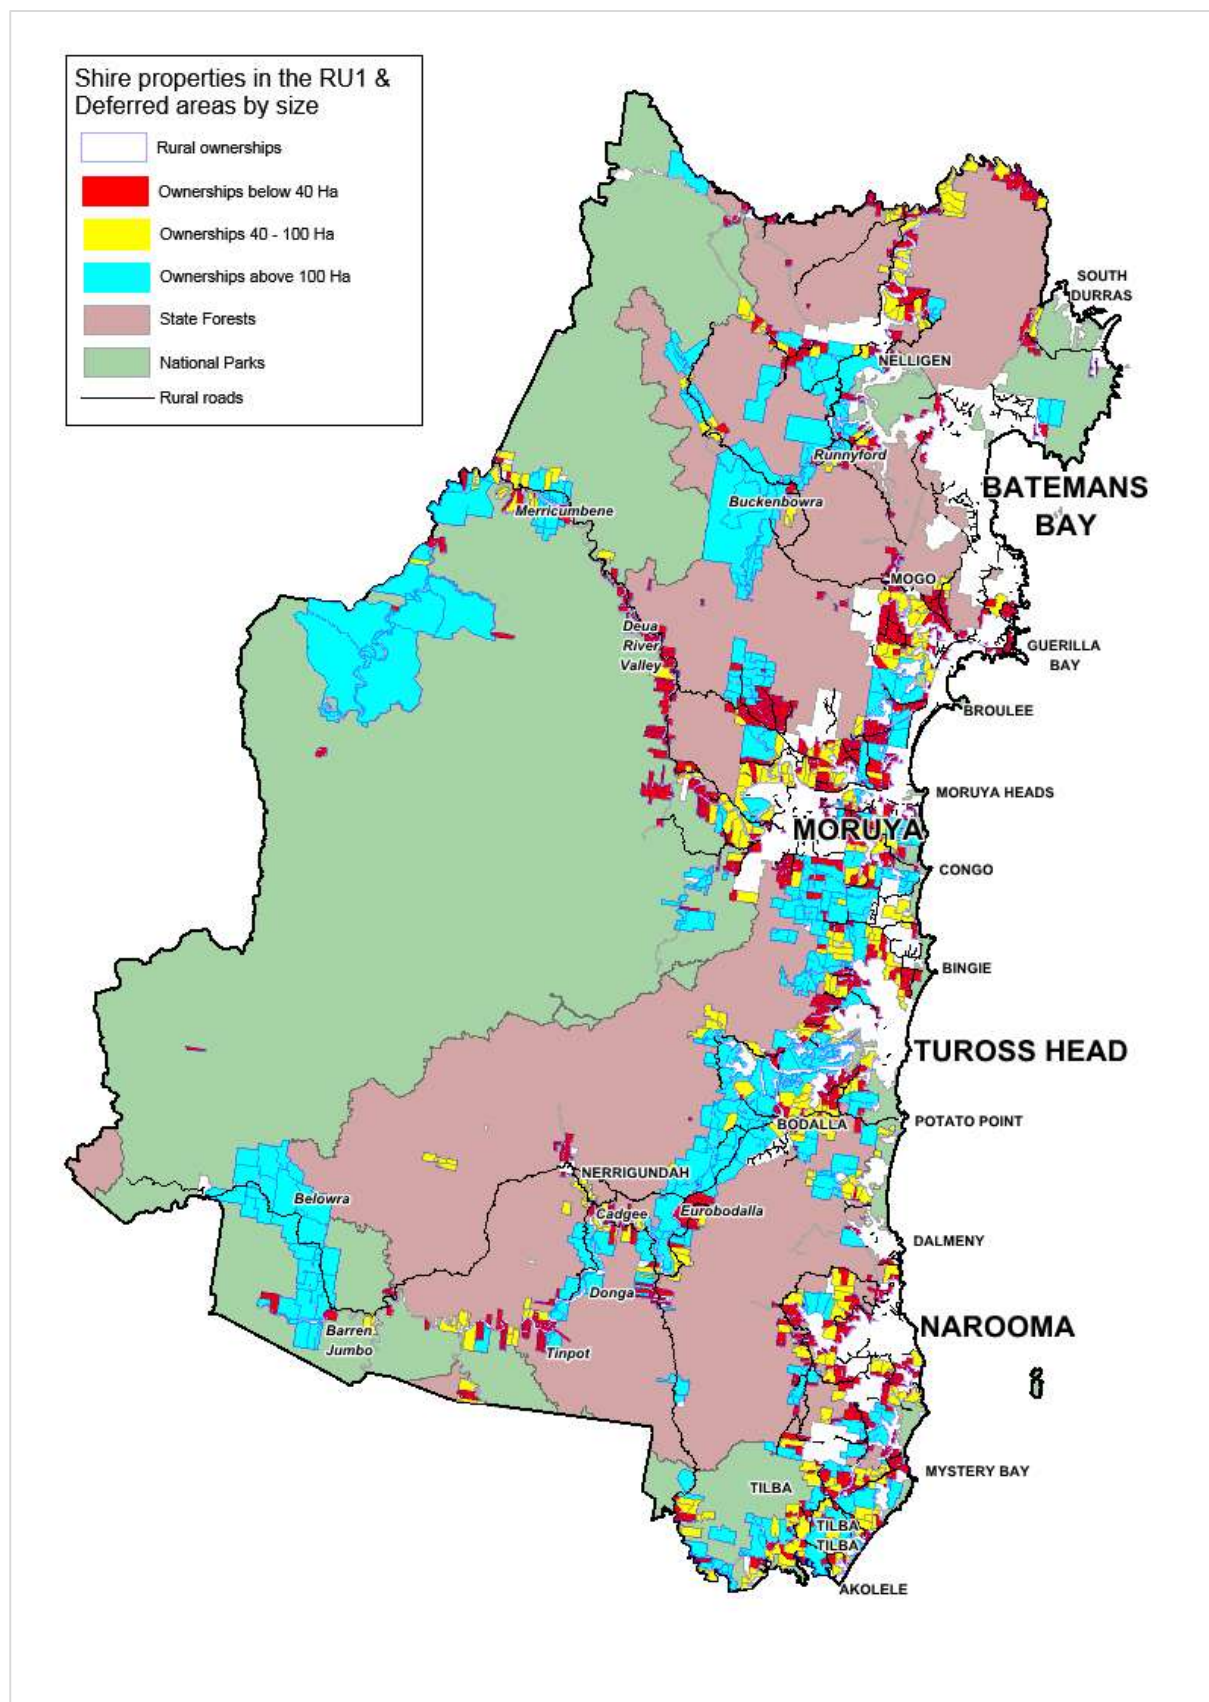 Shire properties in the RU1 &
Deferred areas by size
Rural ownerships
Ownerships below 40 Ha
Ownerships 40 - 100 Ha
Ownerships above 100 Ha
State Forests
National Parks
Rural roads
SOUTH
DURRAS
NELLIGEN
Runnyford
BATEMANS
BAY
Buckenbowra
Merricumbene
MOGO
Deua
River
Valley
GUERILLA
BAY
BROULEE
MORUYA HEADS
MORUYA
CONGO
BINGIE
TUROSS HEAD
POTATO POINT
BODALLA
NERRIGUNDAH
Belowra
Cadgee
Eurobodalla
DALMENY
Donga
NAROOMA
Barren
Jumbo
Tinpot
MYSTERY BAY
TILBA
TILBA
TILBA
AKOLELE